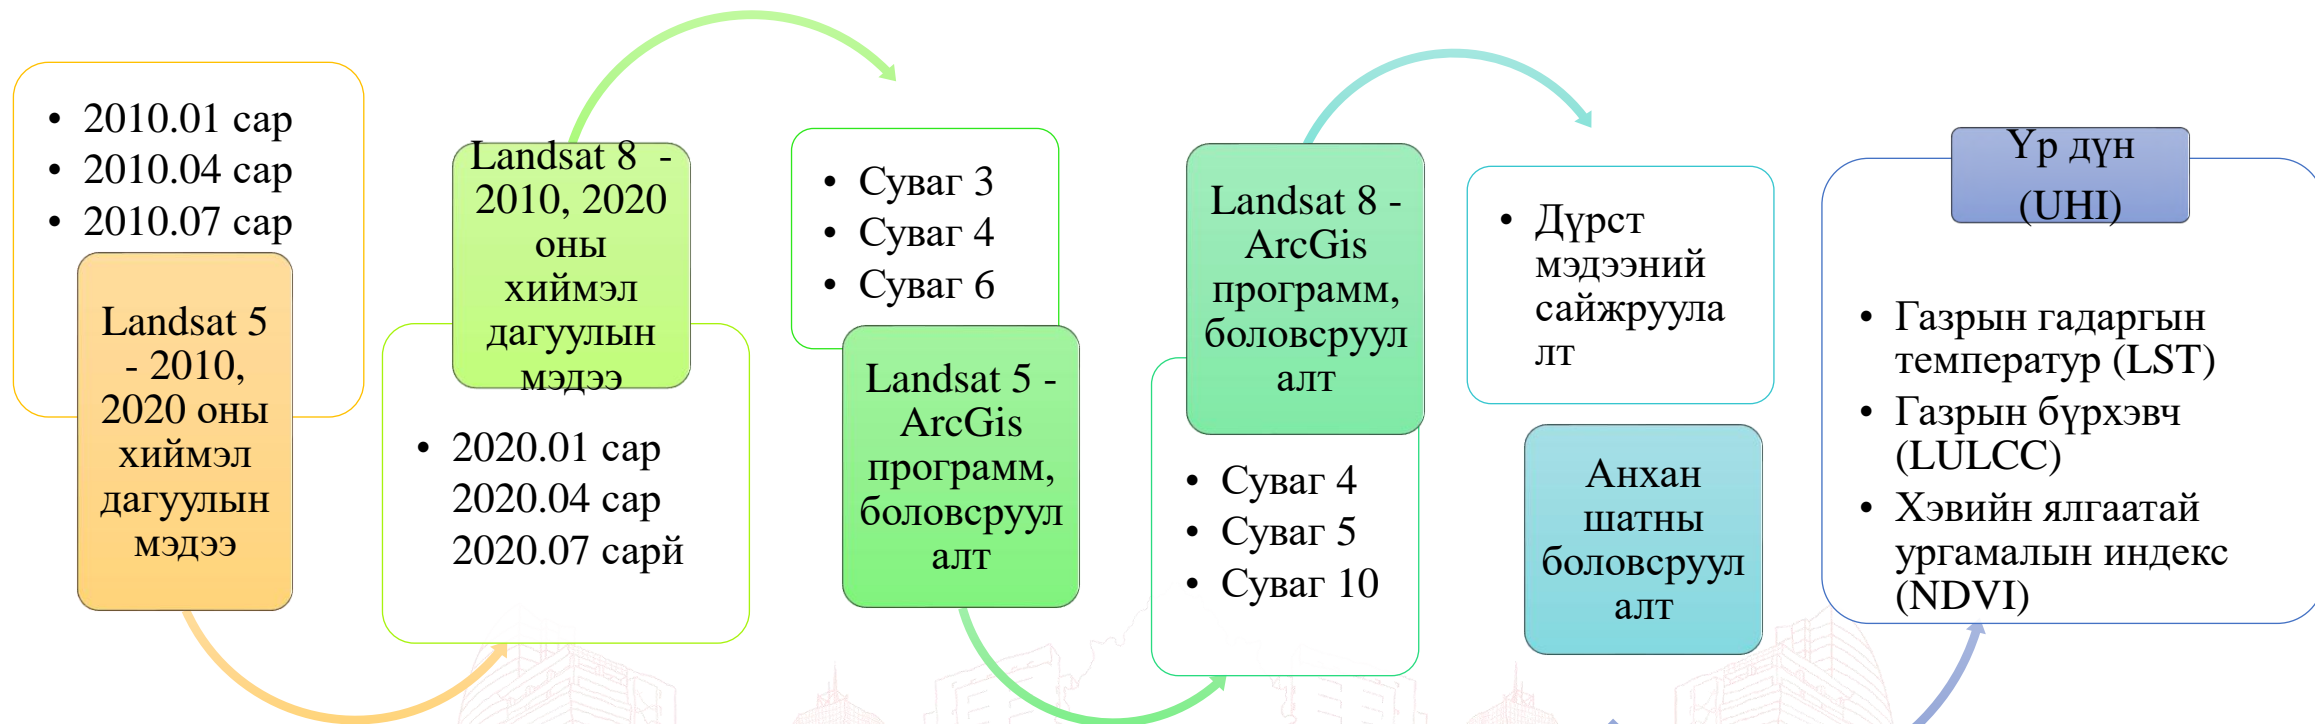 • 2010.01 сар
• 2010.04 сар
• 2010.07 сар
Landsat 5
- 2010,
2020 оны
хиймэл
дагуулын
мэдээ
Landsat 8 -
2010, 2020
оны
хиймэл
дагуулын
мэдээ
• 2020.01 сар
2020.04 сар
2020.07 сарй
• Суваг 3
• Суваг 4
• Суваг 6
Landsat 5 -
ArcGis
программ,
боловсруул
алт
Landsat 8 -
ArcGis
программ,
боловсруул
алт
• Суваг 4
• Суваг 5
• Суваг 10
• Дүрст
мэдээний
сайжруула
лт
Анхан
шатны
боловсруул
алт
Үр дүн
(UHI)
• Газрын гадаргын
температур (LST)
• Газрын бүрхэвч
(LULCC)
• Хэвийн ялгаатай
ургамалын индекс
(NDVI)